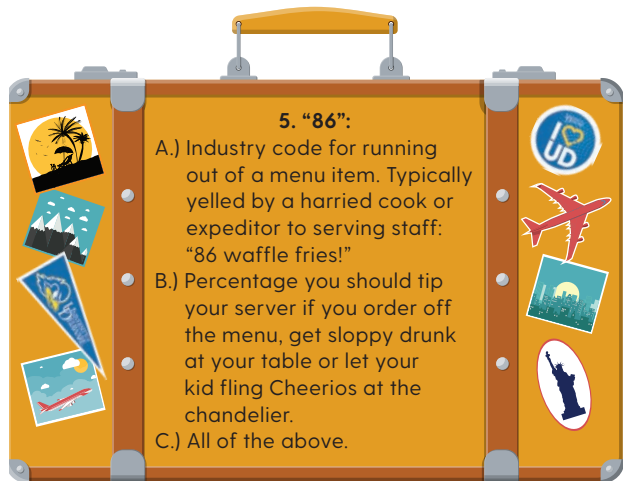 5. “86”:
A.) Industry code for running
out of a menu item. Typically
yelled by a harried cook or
expeditor to serving staff:
“86 waffle fries!”
B.) Percentage you should tip
your server if you order off
the menu, get sloppy drunk
at your table or let your
kid fling Cheerios at the
chandelier.
C.) All of the above.
I
UD